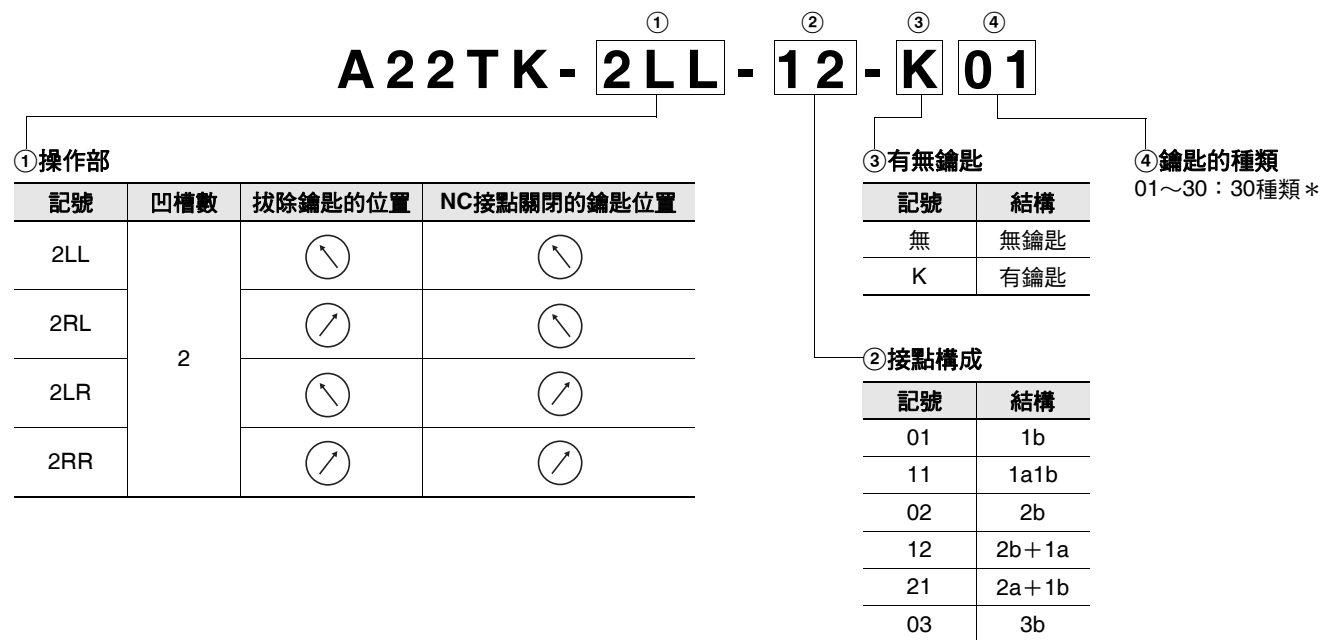 ① ② ③ ④
A22TK-2LL-12-K01
①操作部
記號 凹槽數 拔除鑰匙的位置 NC接點關閉的鑰匙位置
2LL
2RL
2
2LR
2RR
③有無鑰匙
記號 結構
無 無鑰匙
K 有鑰匙
④鑰匙的種類
01～30：30種類＊
②接點構成
記號 結構
01 1b
11 1a1b
02 2b
12 2b＋1a
21 2a＋1b
03 3b